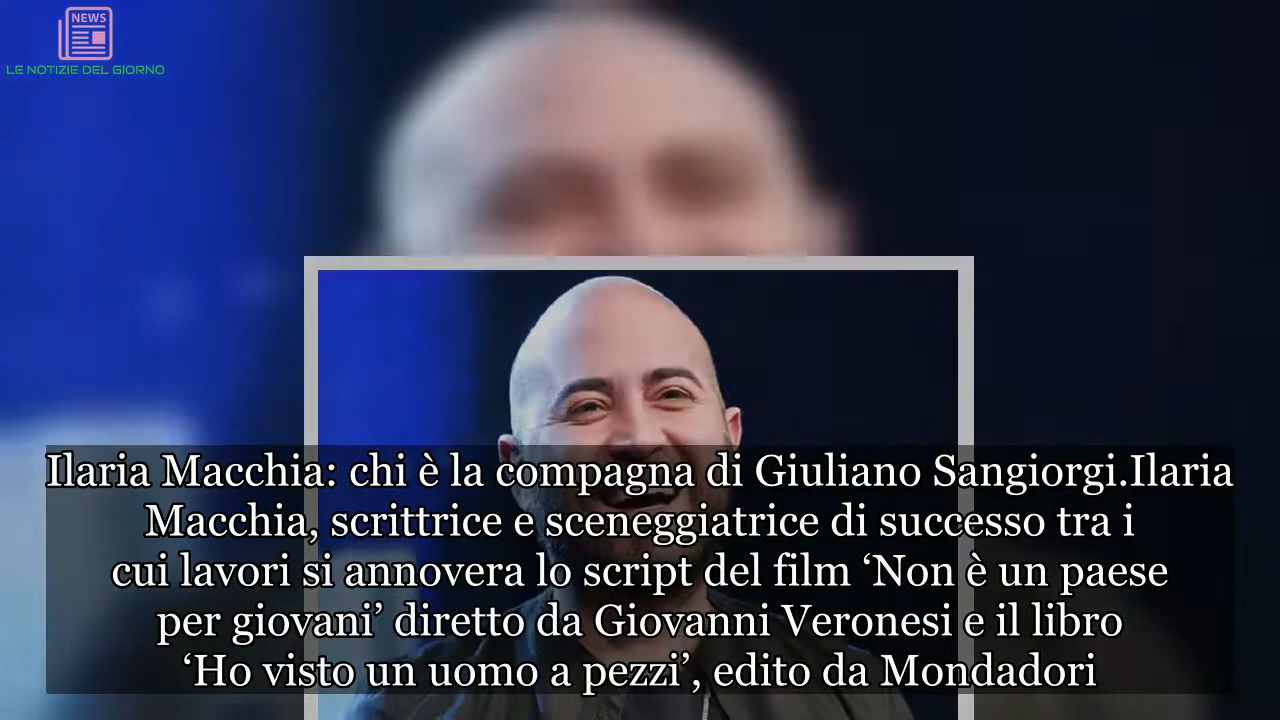 NEWS
LE NOTIZIE DEL GIORNO
Ilaria Macchia: chi è la compagna di Giuliano Sangiorgi.Ilaria
Macchia, scrittrice e sceneggiatrice di successo tra i
cui lavori si annovera lo script del film ‘Non è un paese
per giovani’ diretto da Giovanni Veronesi e il libro
‘Ho visto un uomo a pezzi’, edito da Mondadori